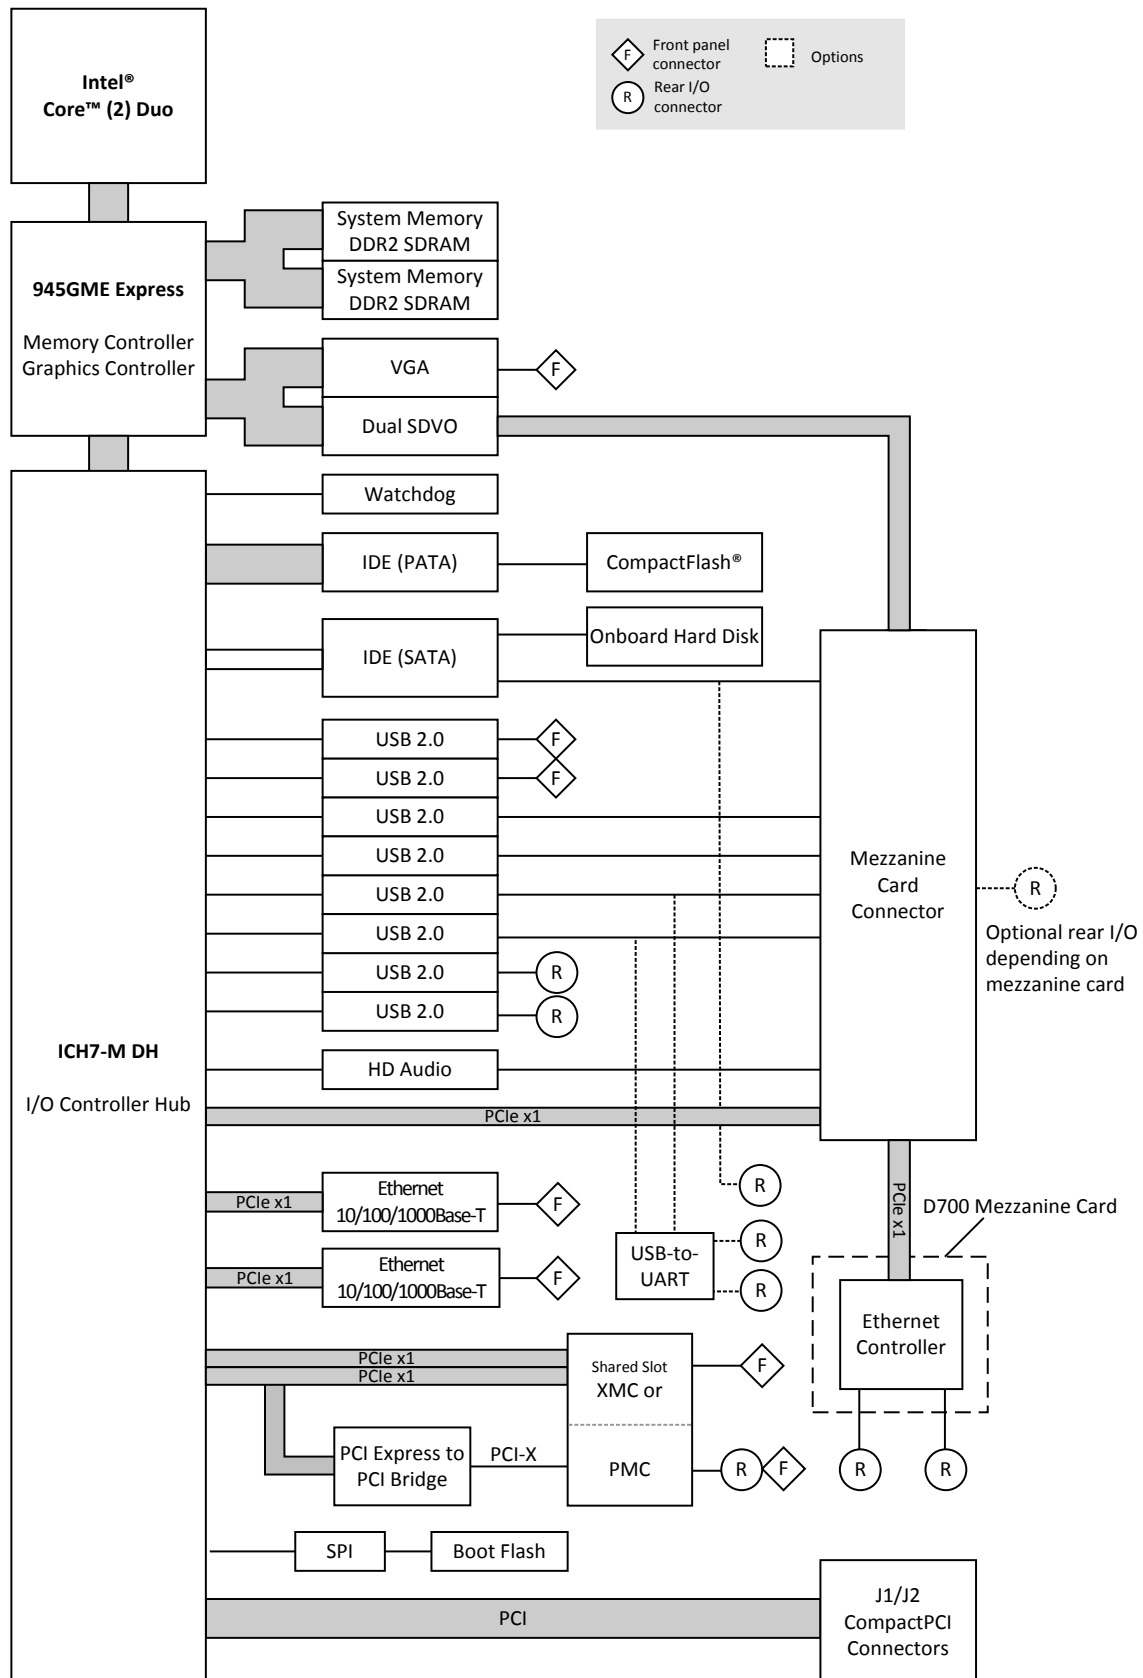 Intel®
Core™ (2) Duo
F
Front panel
connector
Options
R
Rear I/O
connector
945GME Express
Memory Controller
Graphics Controller
System Memory
DDR2 SDRAM
System Memory
DDR2 SDRAM
VGA
F
Dual SDVO
Watchdog
IDE (PATA)
CompactFlash®
IDE (SATA)
Onboard Hard Disk
USB 2.0
F
USB 2.0
F
USB 2.0
USB 2.0
USB 2.0
USB 2.0
USB 2.0
R
USB 2.0
R
Mezzanine
Card
Connector
R
Optional rear I/O
depending on
mezzanine card
ICH7-M DH
I/O Controller Hub
HD Audio
PCIe x1
PCIe x1
Ethernet
10/100/1000Base-T
F
R
PCIe x1
Ethernet
10/100/1000Base-T
F
USB-to-
UART
R
R
PCIe x1
D700 Mezzanine Card
Ethernet
Controller
R
R
PCIe x1
PCIe x1
Shared Slot
XMC or
F
PCI Express to
PCI Bridge
PCI-X
PMC
R
F
SPI
Boot Flash
PCI
J1/J2
CompactPCI
Connectors